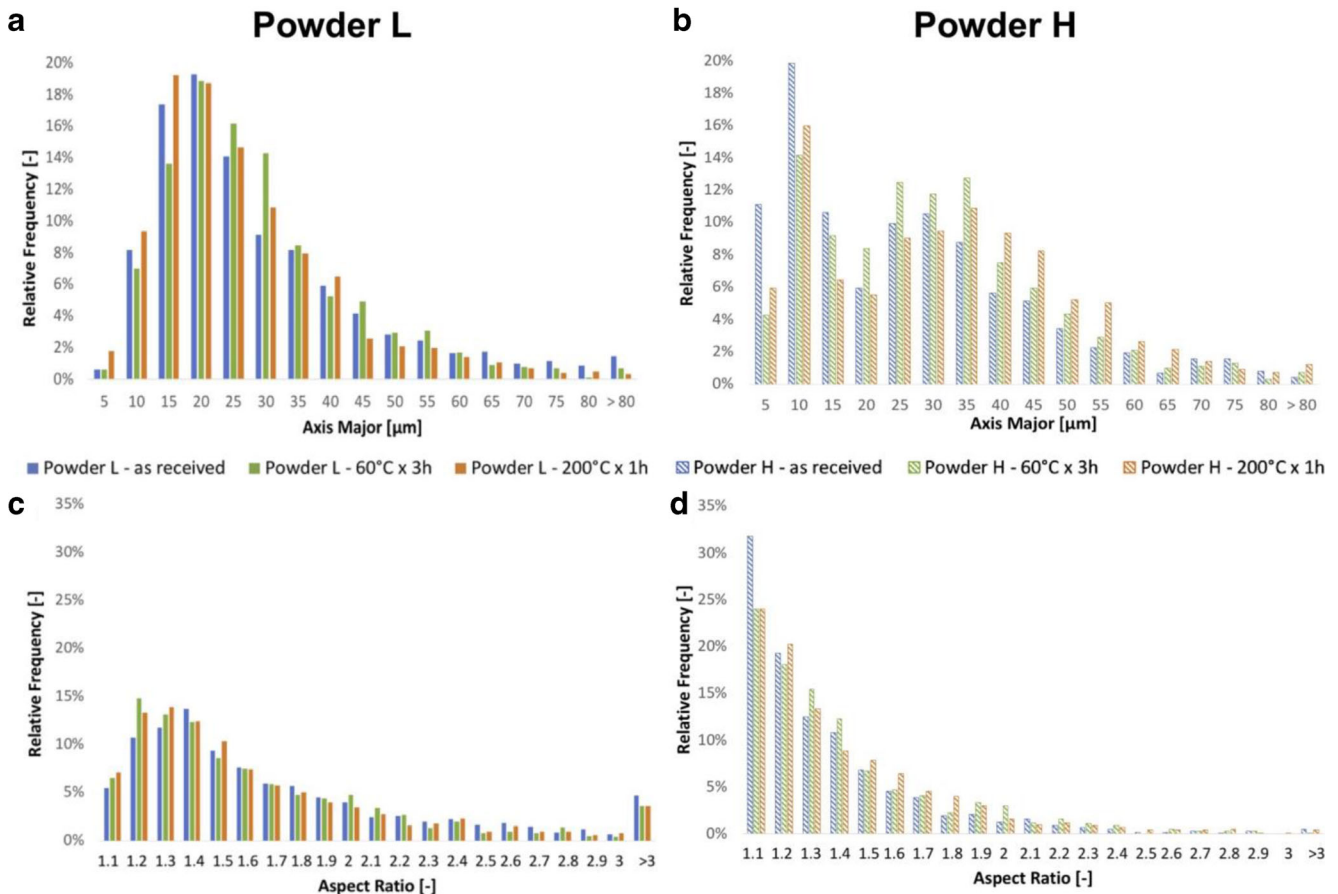 a
Powder L
20%
18%
16%
14%
12%
10%
8%
6%
4%
2%
0%
Relative Frequency [-]
5 10 15 20 25 30 35 40 45 50 55 60 65 70 75 80 > 80
Axis Major [µm]
Powder L - as received Powder L - 60°C x 3h Powder L - 200°C x 1h
b
Powder H
20%
18%
16%
14%
12%
10%
8%
6%
4%
2%
0%
Relative Frequency [-]
5 10 15 20 25 30 35 40 45 50 55 60 65 70 75 80 > 80
Axis Major [µm]
Powder H - as received Powder H - 60°C x 3h Powder H - 200°C x 1h
c
35%
30%
25%
20%
15%
10%
5%
0%
Relative Frequency [-]
1.1 1.2 1.3 1.4 1.5 1.6 1.7 1.8 1.9 2 2.1 2.2 2.3 2.4 2.5 2.6 2.7 2.8 2.9 3 >3
Aspect Ratio [-]
d
35%
30%
25%
20%
15%
10%
5%
0%
Relative Frequency [-]
1.1 1.2 1.3 1.4 1.5 1.6 1.7 1.8 1.9 2 2.1 2.2 2.3 2.4 2.5 2.6 2.7 2.8 2.9 3 >3
Aspect Ratio [-]